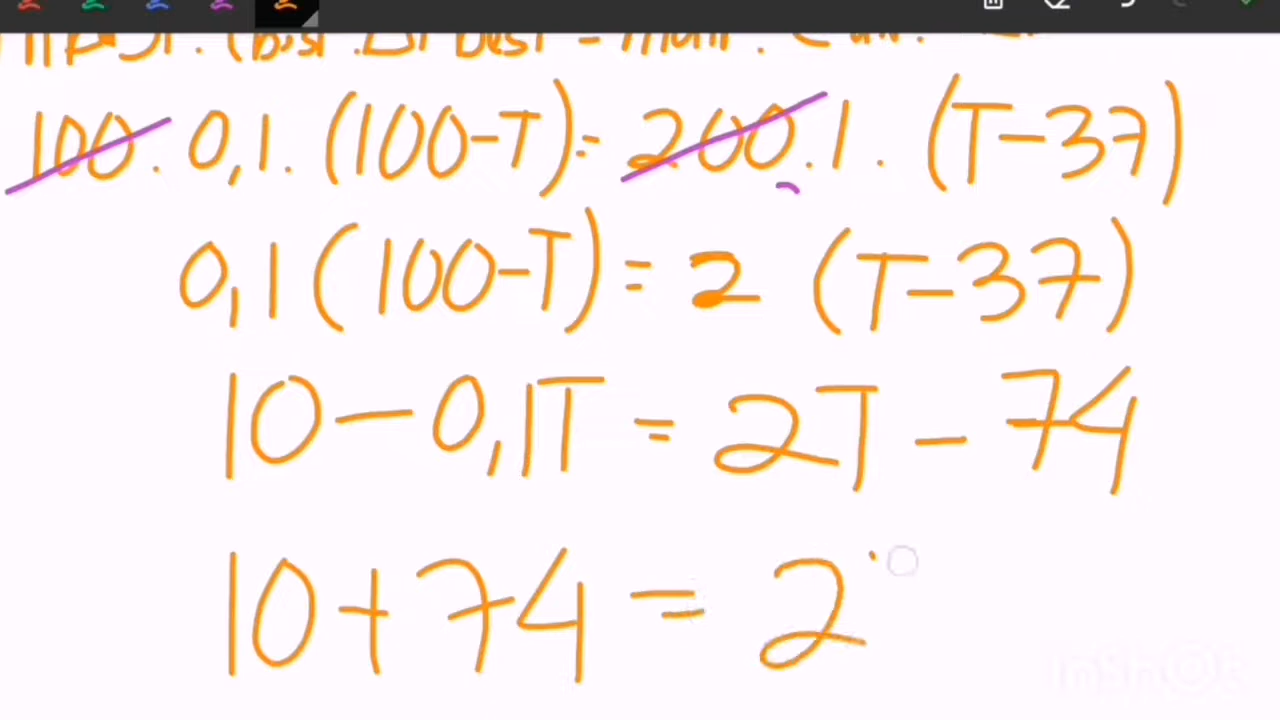 100 . 0,1 . (100-T) = 200 . 1 . (T-37)
0,1 (100-T) = 2 (T-37)
10 - 0,1T = 2T - 74
10 + 74 = 2